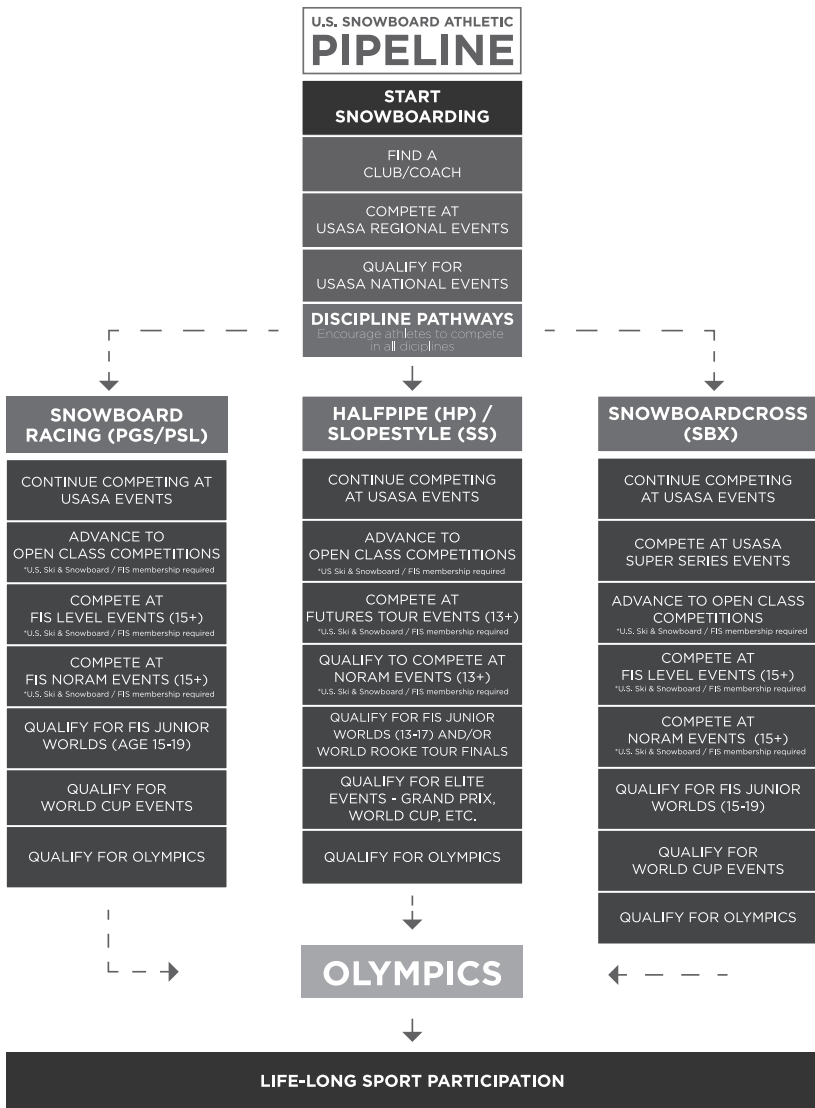 U.S. SNOWBOARD ATHLETIC
PIPELINE
START
SNOWBOARDING
FIND A
CLUB/COACH
COMPETE AT
USASA REGIONAL EVENTS
QUALIFY FOR
USASA NATIONAL EVENTS
DISCIPLINE PATHWAYS
Encourage athletes to compete
in all diciplines
SNOWBOARD
RACING (PGS/PSL)
CONTINUE COMPETING AT
USASA EVENTS
ADVANCE TO
OPEN CLASS COMPETITIONS
*U.S. Ski & Snowboard / FIS membership required
COMPETE AT
FIS LEVEL EVENTS (15+)
*U.S. Ski & Snowboard / FIS membership required
COMPETE AT
FIS NORAM EVENTS (15+)
*U.S. Ski & Snowboard / FIS membership required
QUALIFY FOR FIS JUNIOR
WORLDS (AGE 15-19)
QUALIFY FOR
WORLD CUP EVENTS
QUALIFY FOR OLYMPICS
HALFPIPE (HP) /
SLOPESTYLE (SS)
CONTINUE COMPETING
AT USASA EVENTS
ADVANCE TO
OPEN CLASS COMPETITIONS
*US Ski & Snowboard / FIS membership required
COMPETE AT
FUTURES TOUR EVENTS (13+)
*U.S. Ski & Snowboard / FIS membership required
QUALIFY TO COMPETE AT
NORAM EVENTS (13+)
*U.S. Ski & Snowboard / FIS membership required
QUALIFY FOR FIS JUNIOR
WORLDS (13-17) AND/OR
WORLD ROOKE TOUR FINALS
QUALIFY FOR ELITE
EVENTS - GRAND PRIX,
WORLD CUP, ETC.
QUALIFY FOR OLYMPICS
SNOWBOARDCROSS
(SBX)
CONTINUE COMPETING
AT USASA EVENTS
COMPETE AT USASA
SUPER SERIES EVENTS
ADVANCE TO OPEN CLASS
COMPETITIONS
*U.S. Ski & Snowboard / FIS membership required
COMPETE AT
FIS LEVEL EVENTS (15+)
*U.S. Ski & Snowboard / FIS membership required
COMPETE AT
NORAM EVENTS (15+)
*U.S. Ski & Snowboard / FIS membership required
QUALIFY FOR FIS JUNIOR
WORLDS (15-19)
QUALIFY FOR
WORLD CUP EVENTS
QUALIFY FOR OLYMPICS
OLYMPICS
LIFE-LONG SPORT PARTICIPATION